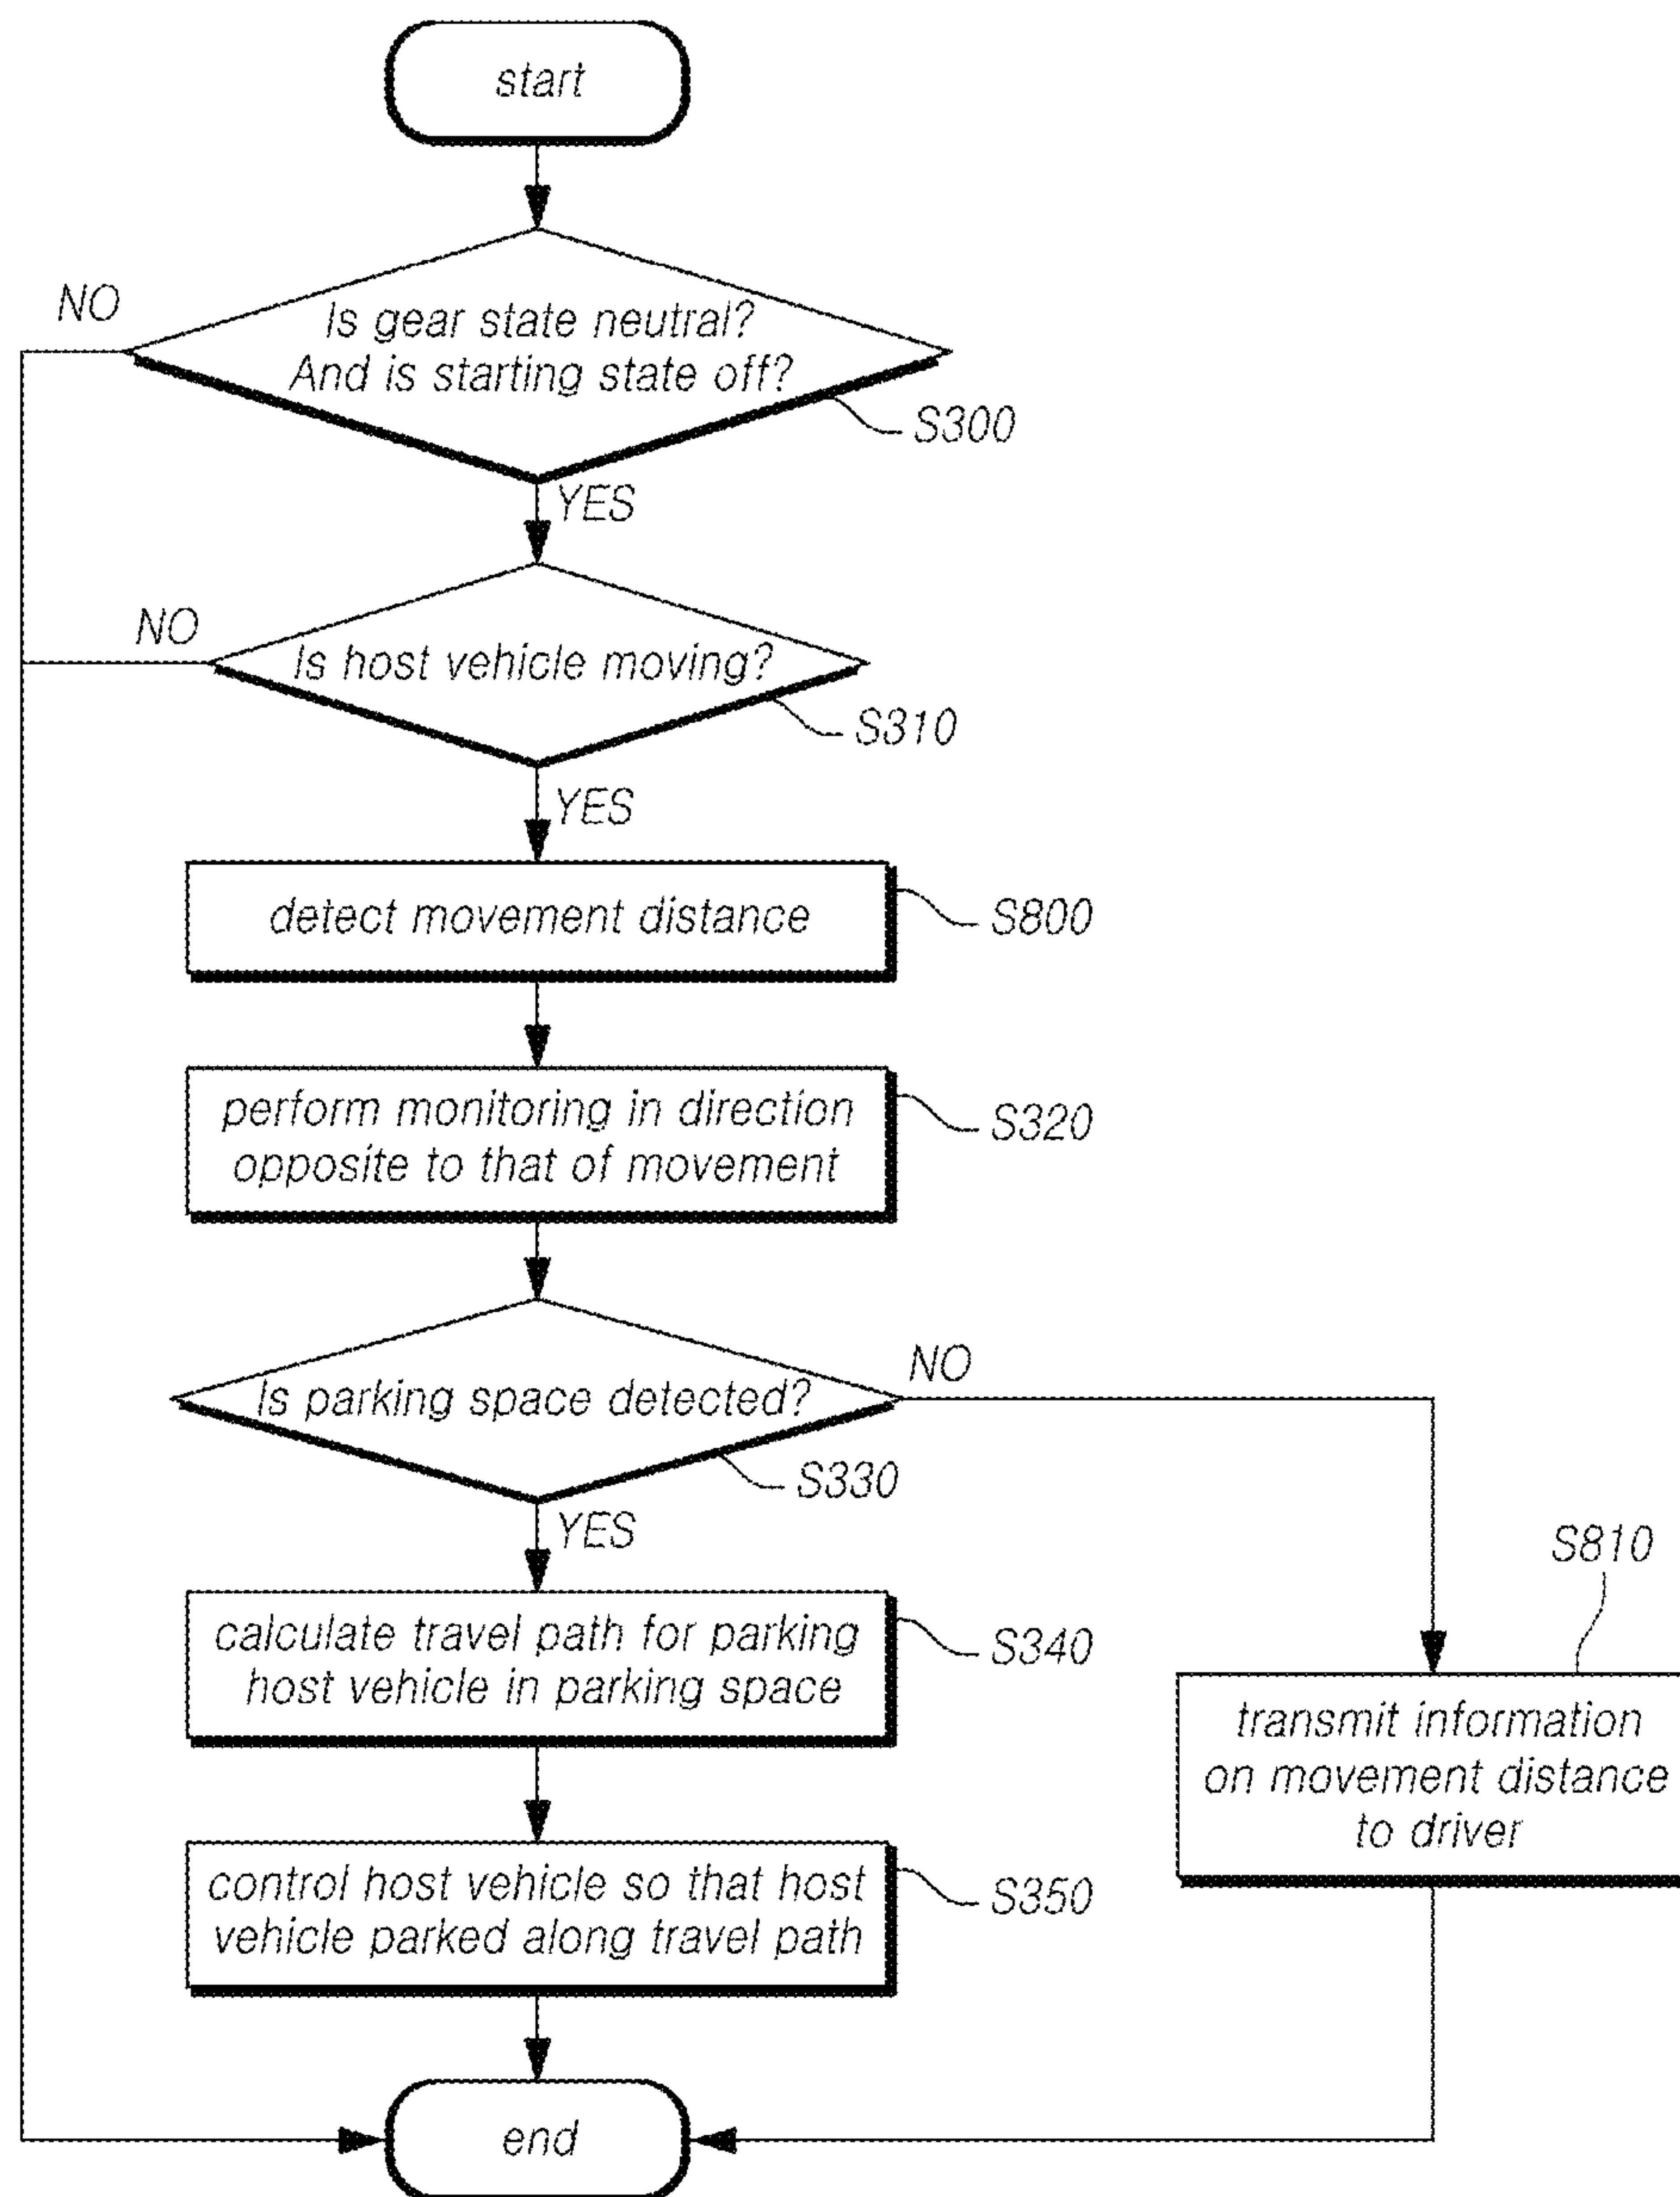 start
NO
Is gear state neutral?
And is starting state off?
S300
YES
NO
Is host vehicle moving?
S310
YES
detect movement distance
S800
perform monitoring in direction
opposite to that of movement
S320
NO
Is parking space detected?
S330
YES
S810
calculate travel path for parking
host vehicle in parking space
S340
transmit information
on movement distance
to driver
control host vehicle so that host
vehicle parked along travel path
S350
end